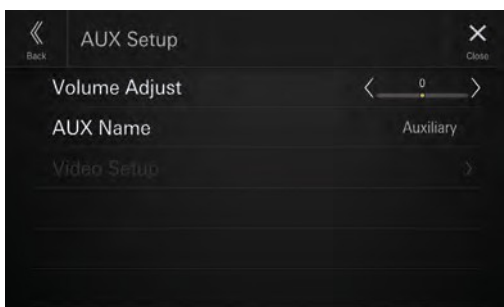 Back
AUX Setup
Close
Volume Adjust
0
AUX Name
Auxiliary
Video Setup